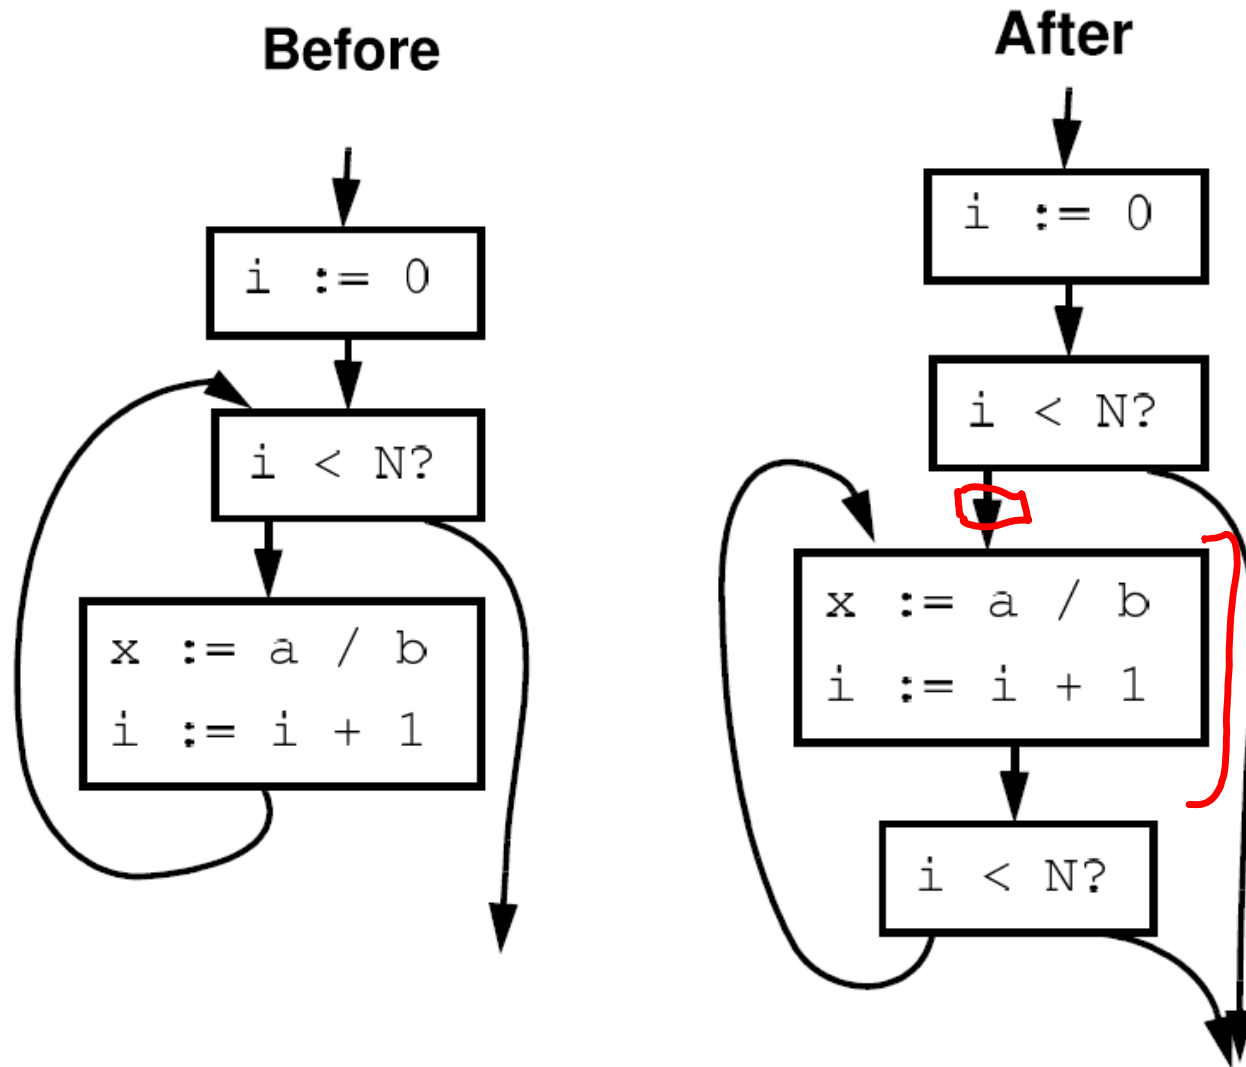 Before
i := 0
i < N?
x := a / b
i := i + 1
After
i := 0
i < N?
x := a / b
i := i + 1
i < N?